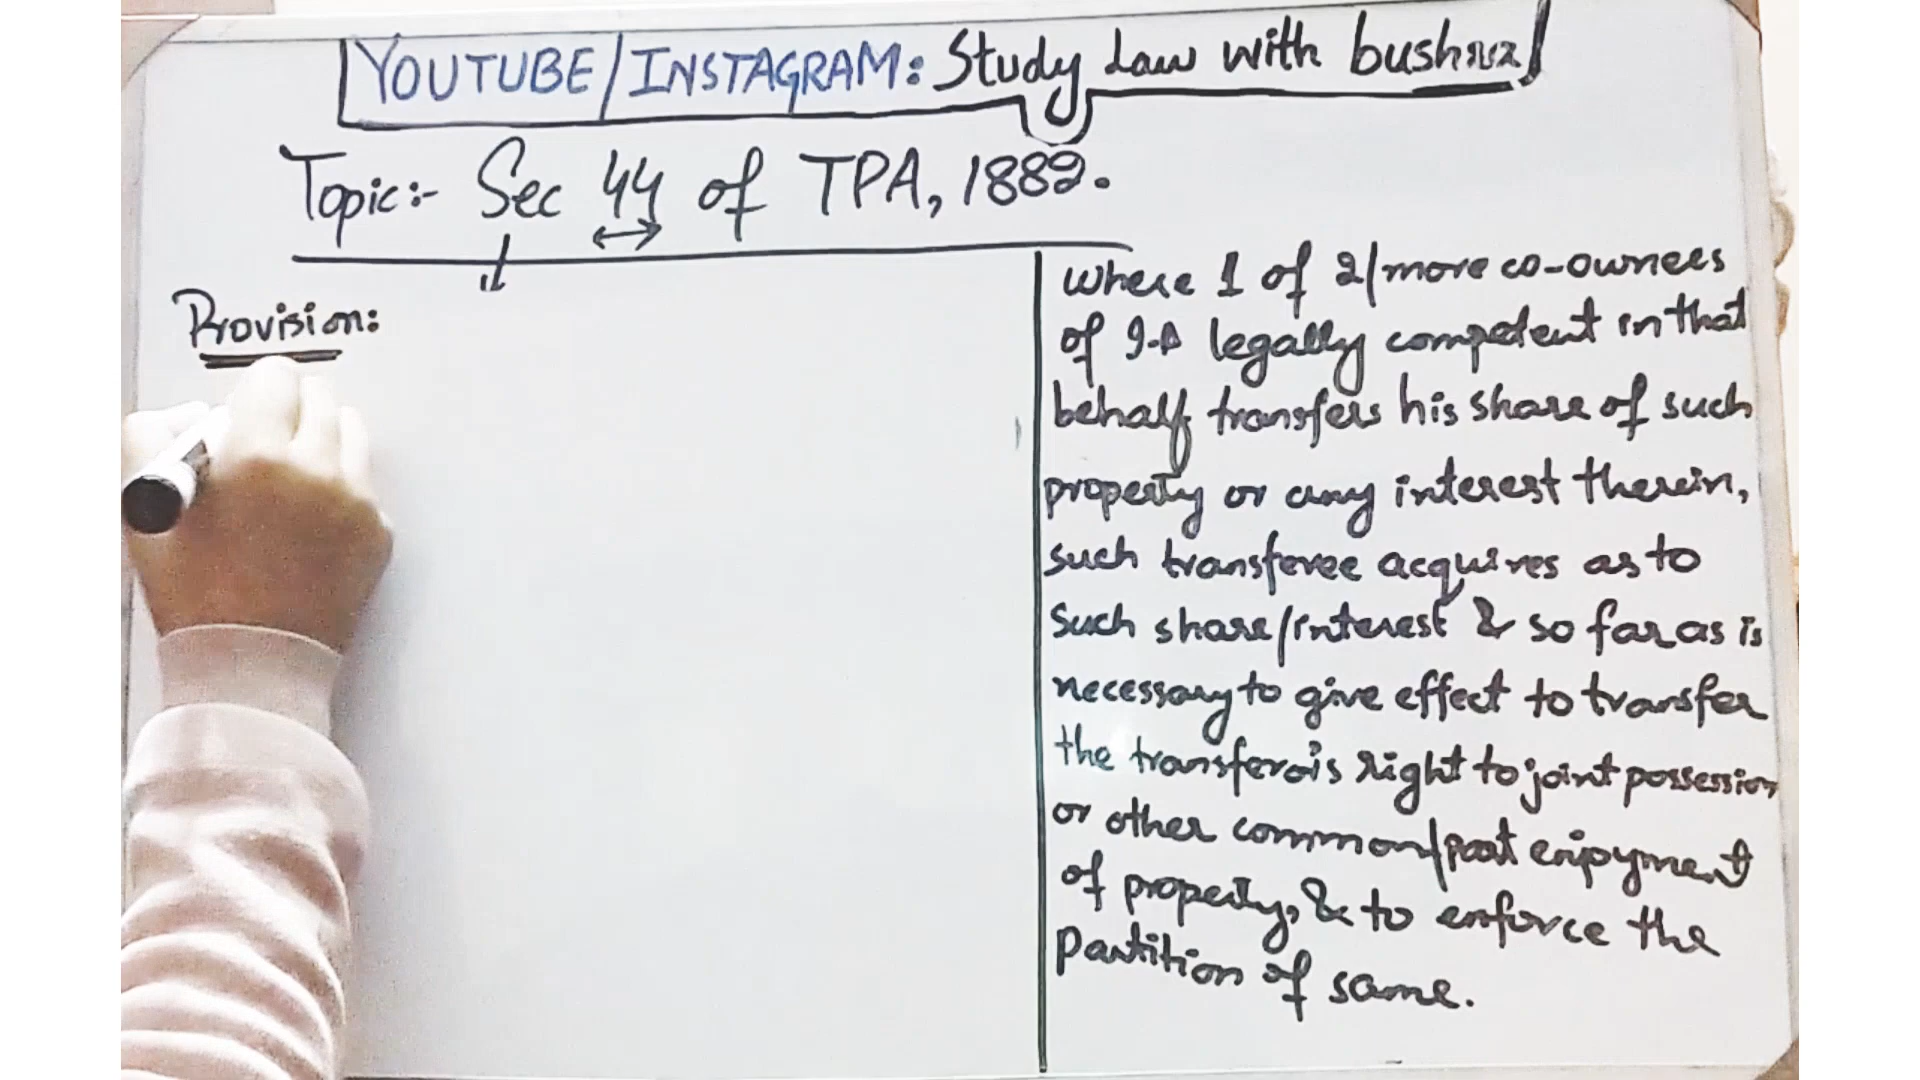 YOUTUBE/INSTAGRAM: Study Law with bushra
Topic:- Sec 44 of TPA, 1882.
Provision:
where 1 of 2/more co-owners
of I.P legally competent in that
behalf transfers his share of such
property or any interest therein,
such transferee acquires as to
such share/interest & so far as is
necessary to give effect to transfer
the transferor's right to joint possession
or other common/part enjoyment
of property, & to enforce the
partition of same.